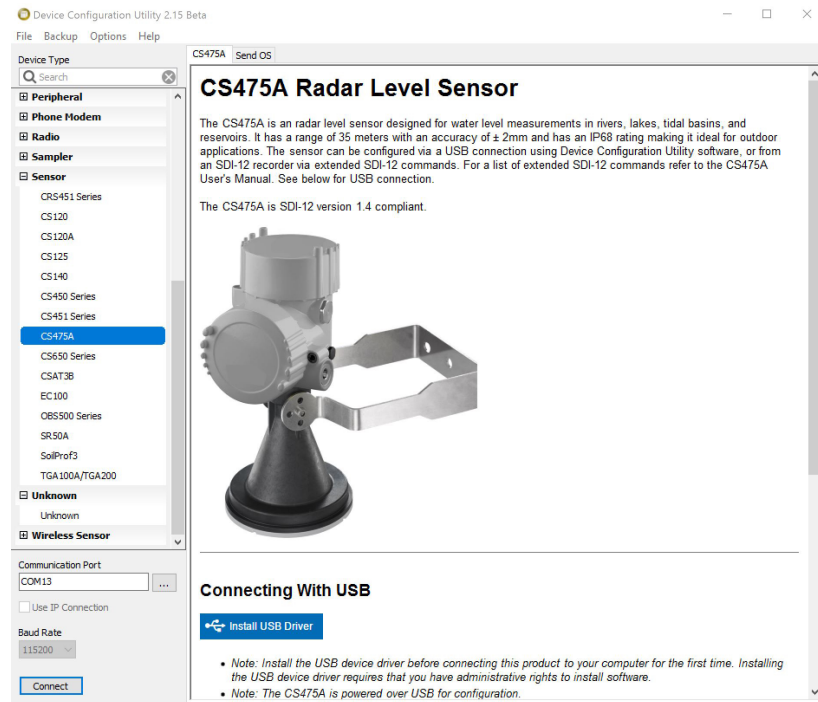 Device Configuration Utility 2.15 Beta
File Backup Options Help
Device Type
Search
Peripheral
Phone Modem
Radio
Sampler
Sensor
CRS451 Series
CS120
CS120A
CS125
CS140
CS450 Series
CS451 Series
CS475A
CS650 Series
CSAT3B
EC100
OBS500 Series
SR50A
SoilProf3
TGA100A/TGA200
Unknown
Unknown
Wireless Sensor
Communication Port
COM13
...
Use IP Connection
Baud Rate
115200
Connect
CS475A Send OS
CS475A Radar Level Sensor
The CS475A is an radar level sensor designed for water level measurements in rivers, lakes, tidal basins, and
reservoirs. It has a range of 35 meters with an accuracy of ± 2mm and has an IP68 rating making it ideal for outdoor
applications. The sensor can be configured via a USB connection using Device Configuration Utility software, or from
an SDI-12 recorder via extended SDI-12 commands. For a list of extended SDI-12 commands refer to the CS475A
User's Manual. See below for USB connection.
The CS475A is SDI-12 version 1.4 compliant.
Connecting With USB
Install USB Driver
• Note: Install the USB device driver before connecting this product to your computer for the first time. Installing
the USB device driver requires that you have administrative rights to install software.
• Note: The CS475A is powered over USB for configuration.